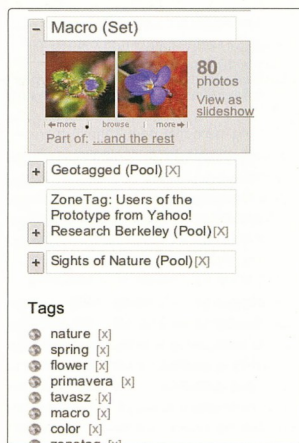 − Macro (Set)
80
photos
View as
slideshow
←more browse more→
Part of: ...and the rest
+ Geotagged (Pool) [X]
ZoneTag: Users of the
Prototype from Yahoo!
+ Research Berkeley (Pool) [X]
+ Sights of Nature (Pool) [X]
Tags
nature [x]
spring [x]
flower [x]
primavera [x]
tavasz [x]
macro [x]
color [x]